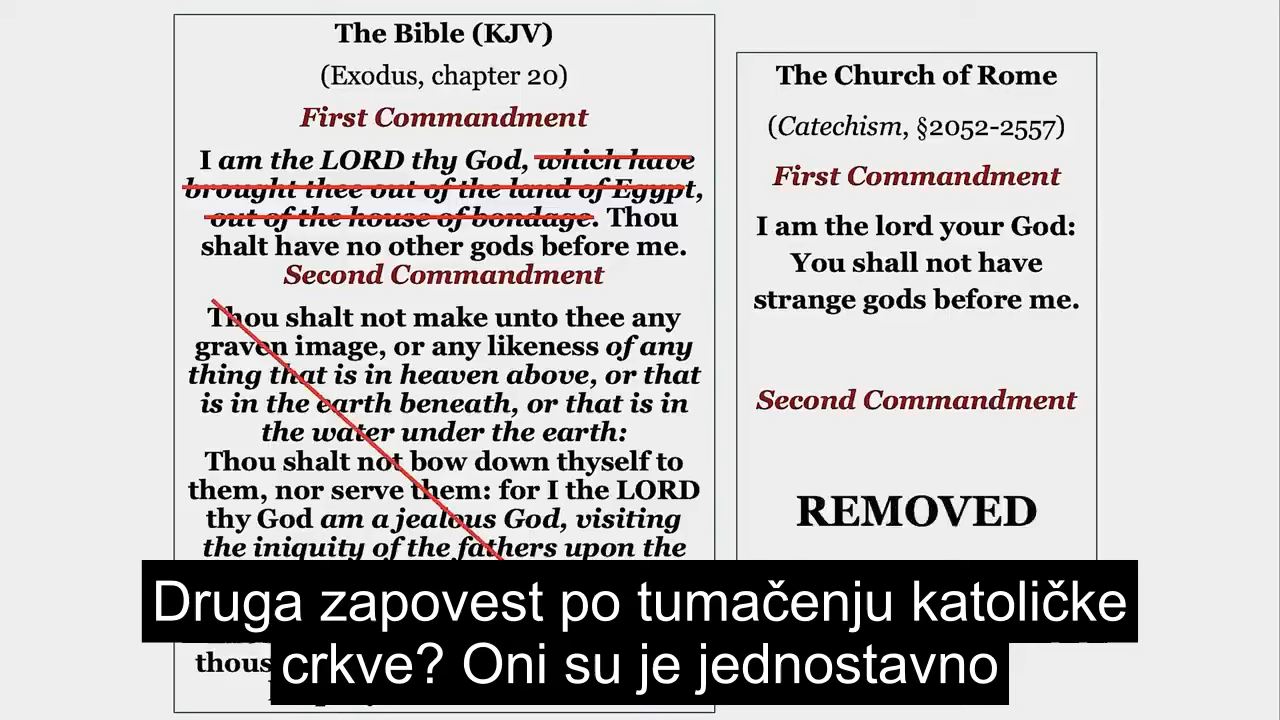 The Bible (KJV)
(Exodus, chapter 20)
First Commandment
I am the LORD thy God, which have
brought thee out of the land of Egypt,
out of the house of bondage. Thou
shalt have no other gods before me.
Second Commandment
Thou shalt not make unto thee any
graven image, or any likeness of any
thing that is in heaven above, or that
is in the earth beneath, or that is in
the water under the earth:
Thou shalt not bow down thyself to
them, nor serve them: for I the LORD
thy God am a jealous God, visiting
the iniquity of the fathers upon the
The Church of Rome
(Catechism, §2052-2557)
First Commandment
I am the lord your God:
You shall not have
strange gods before me.
Second Commandment
REMOVED
Druga zapovest po tumačenju katoličke
crkve? Oni su je jednostavno